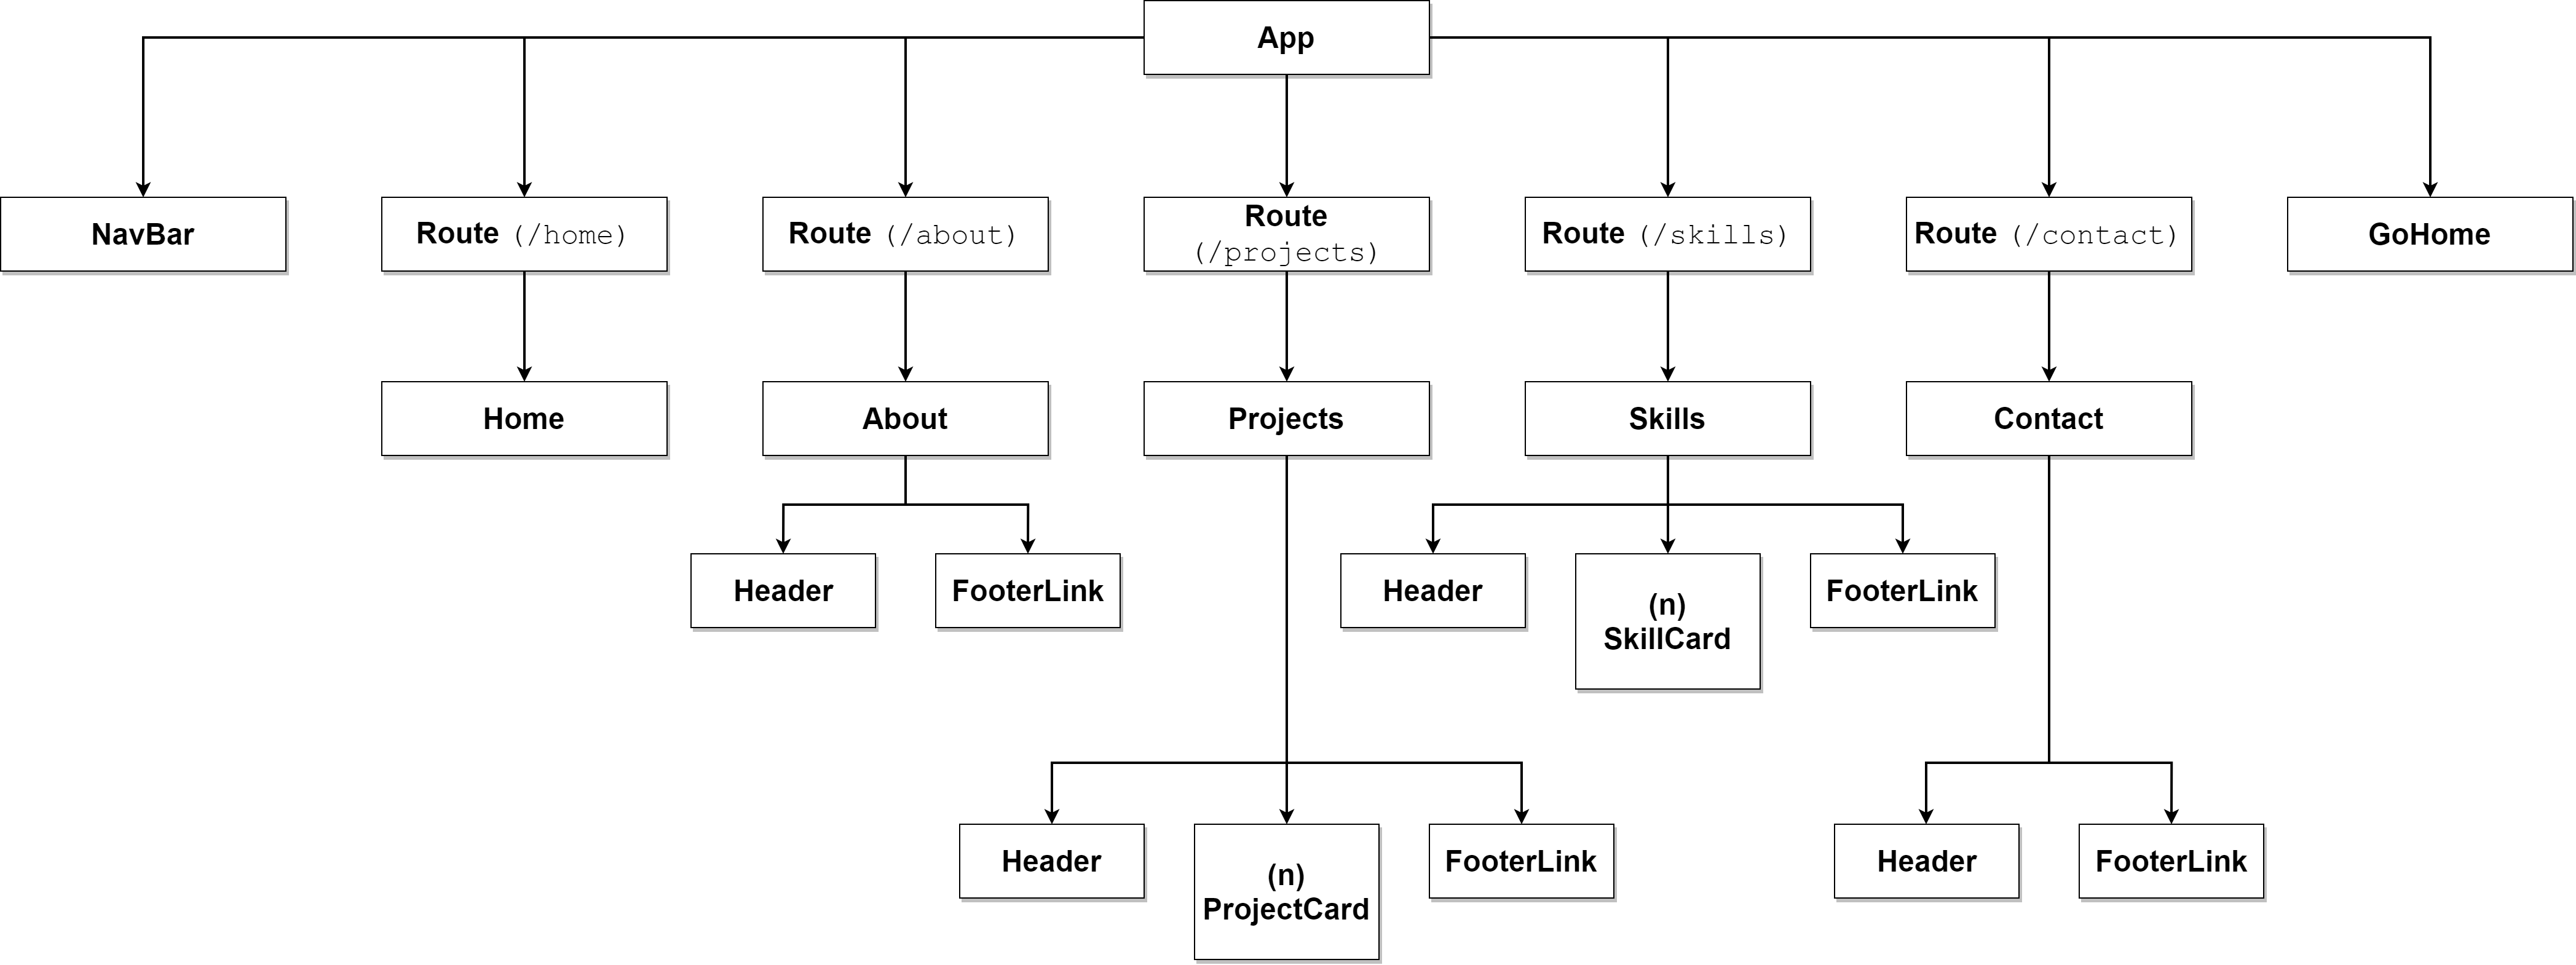 App
NavBar
Route (/home)
Route (/about)
Route
(/projects)
Route (/skills)
Route (/contact)
GoHome
Home
About
Projects
Skills
Contact
Header
FooterLink
Header
(n)
SkillCard
FooterLink
Header
(n)
ProjectCard
FooterLink
Header
FooterLink